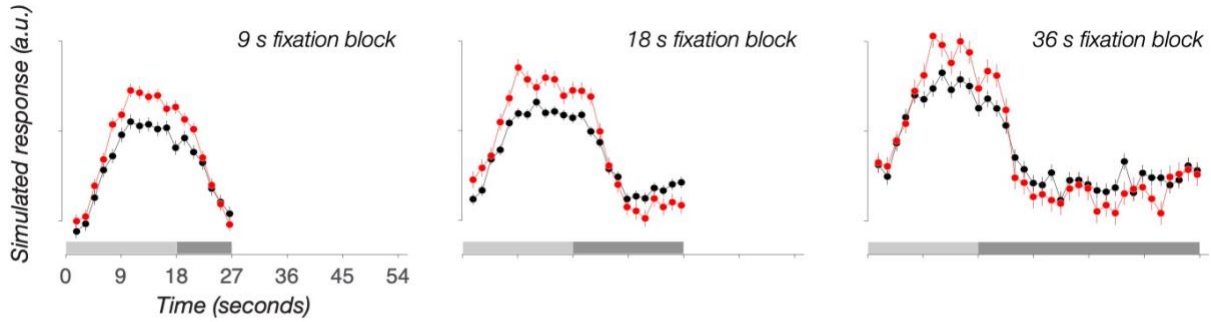 Simulated response (a.u.)
9 s fixation block
18 s fixation block
36 s fixation block
0 9 18 27 36 45 54
Time (seconds)